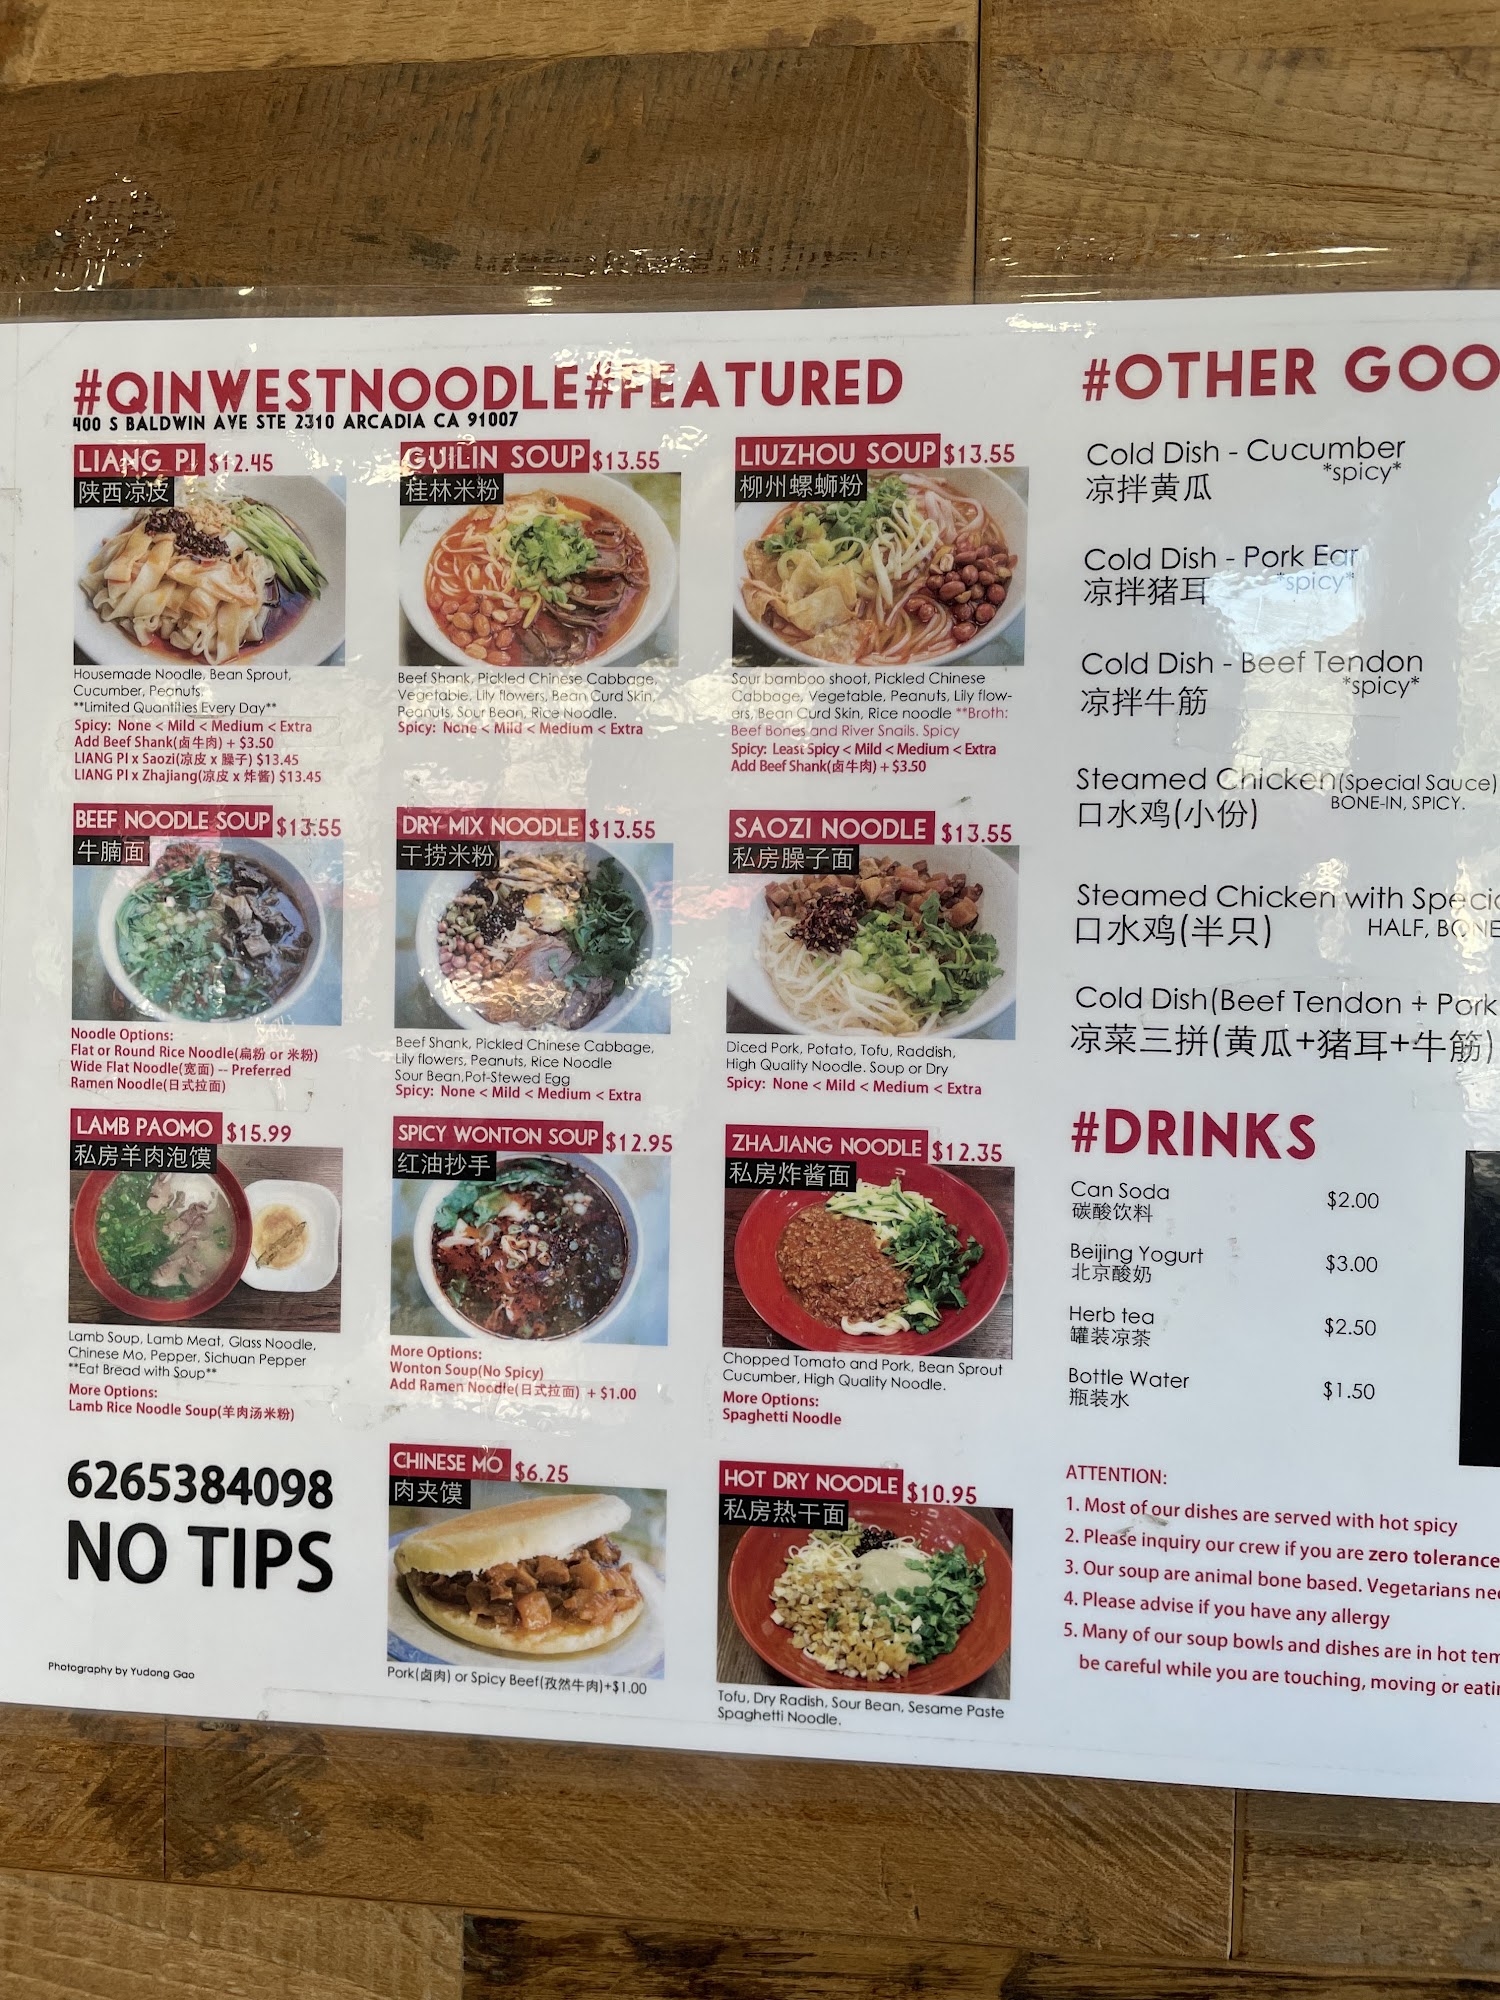 #QINWESTNOODLE#FEATURED
400 S BALDWIN AVE STE 2310 ARCADIA CA 91007
LIANG PI $12.45
陕西凉皮
Housemade Noodle, Bean Sprout,
Cucumber, Peanuts.
**Limited Quantities Every Day**
Spicy: None < Mild < Medium < Extra
Add Beef Shank(卤牛肉) + $3.50
LIANG PI x Saozi(凉皮 x 臊子) $13.45
LIANG PI x Zhajiang(凉皮 x 炸酱) $13.45
GUILIN SOUP $13.55
桂林米粉
Beef Shank, Pickled Chinese Cabbage,
Vegetable, Lily flowers, Bean Curd Skin,
Peanuts, Sour Bean, Rice Noodle.
Spicy: None < Mild < Medium < Extra
LIUZHOU SOUP $13.55
柳州螺蛳粉
Sour bamboo shoot, Pickled Chinese
Cabbage, Vegetable, Peanuts, Lily flow-
ers, Bean Curd Skin, Rice noodle **Broth:
Beef Bones and River Snails. Spicy
Spicy: Least Spicy < Mild < Medium < Extra
Add Beef Shank(卤牛肉) + $3.50
BEEF NOODLE SOUP $13.55
牛腩面
Noodle Options:
Flat or Round Rice Noodle(扁粉 or 米粉)
Wide Flat Noodle(宽面) -- Preferred
Ramen Noodle(日式拉面)
DRY MIX NOODLE $13.55
干捞米粉
Beef Shank, Pickled Chinese Cabbage,
Lily flowers, Peanuts, Rice Noodle
Sour Bean,Pot-Stewed Egg
Spicy: None < Mild < Medium < Extra
SAOZI NOODLE $13.55
私房臊子面
Diced Pork, Potato, Tofu, Raddish,
High Quality Noodle. Soup or Dry
Spicy: None < Mild < Medium < Extra
LAMB PAOMO $15.99
私房羊肉泡馍
Lamb Soup, Lamb Meat, Glass Noodle,
Chinese Mo, Pepper, Sichuan Pepper
**Eat Bread with Soup**
More Options:
Lamb Rice Noodle Soup(羊肉汤米粉)
SPICY WONTON SOUP $12.95
红油抄手
More Options:
Wonton Soup(No Spicy)
Add Ramen Noodle(日式拉面) + $1.00
ZHAJIANG NOODLE $12.35
私房炸酱面
Chopped Tomato and Pork, Bean Sprout
Cucumber, High Quality Noodle.
More Options:
Spaghetti Noodle
6265384098
NO TIPS
Photography by Yudong Gao
CHINESE MO $6.25
肉夹馍
Pork(卤肉) or Spicy Beef(孜然牛肉)+$1.00
HOT DRY NOODLE $10.95
私房热干面
Tofu, Dry Radish, Sour Bean, Sesame Paste
Spaghetti Noodle.
#OTHER GOO
Cold Dish - Cucumber
*spicy*
凉拌黄瓜
Cold Dish - Pork Ear
*spicy*
凉拌猪耳
Cold Dish - Beef Tendon
*spicy*
凉拌牛筋
Steamed Chicken(Special Sauce)
BONE-IN, SPICY.
口水鸡(小份)
Steamed Chicken with Specia
HALF, BONE
口水鸡(半只)
Cold Dish(Beef Tendon + Pork
凉菜三拼(黄瓜+猪耳+牛筋)
#DRINKS
Can Soda $2.00
碳酸饮料
Beijing Yogurt $3.00
北京酸奶
Herb tea $2.50
罐装凉茶
Bottle Water $1.50
瓶装水
ATTENTION:
1. Most of our dishes are served with hot spicy
2. Please inquiry our crew if you are zero tolerance
3. Our soup are animal bone based. Vegetarians nee
4. Please advise if you have any allergy
5. Many of our soup bowls and dishes are in hot tem
be careful while you are touching, moving or eatin